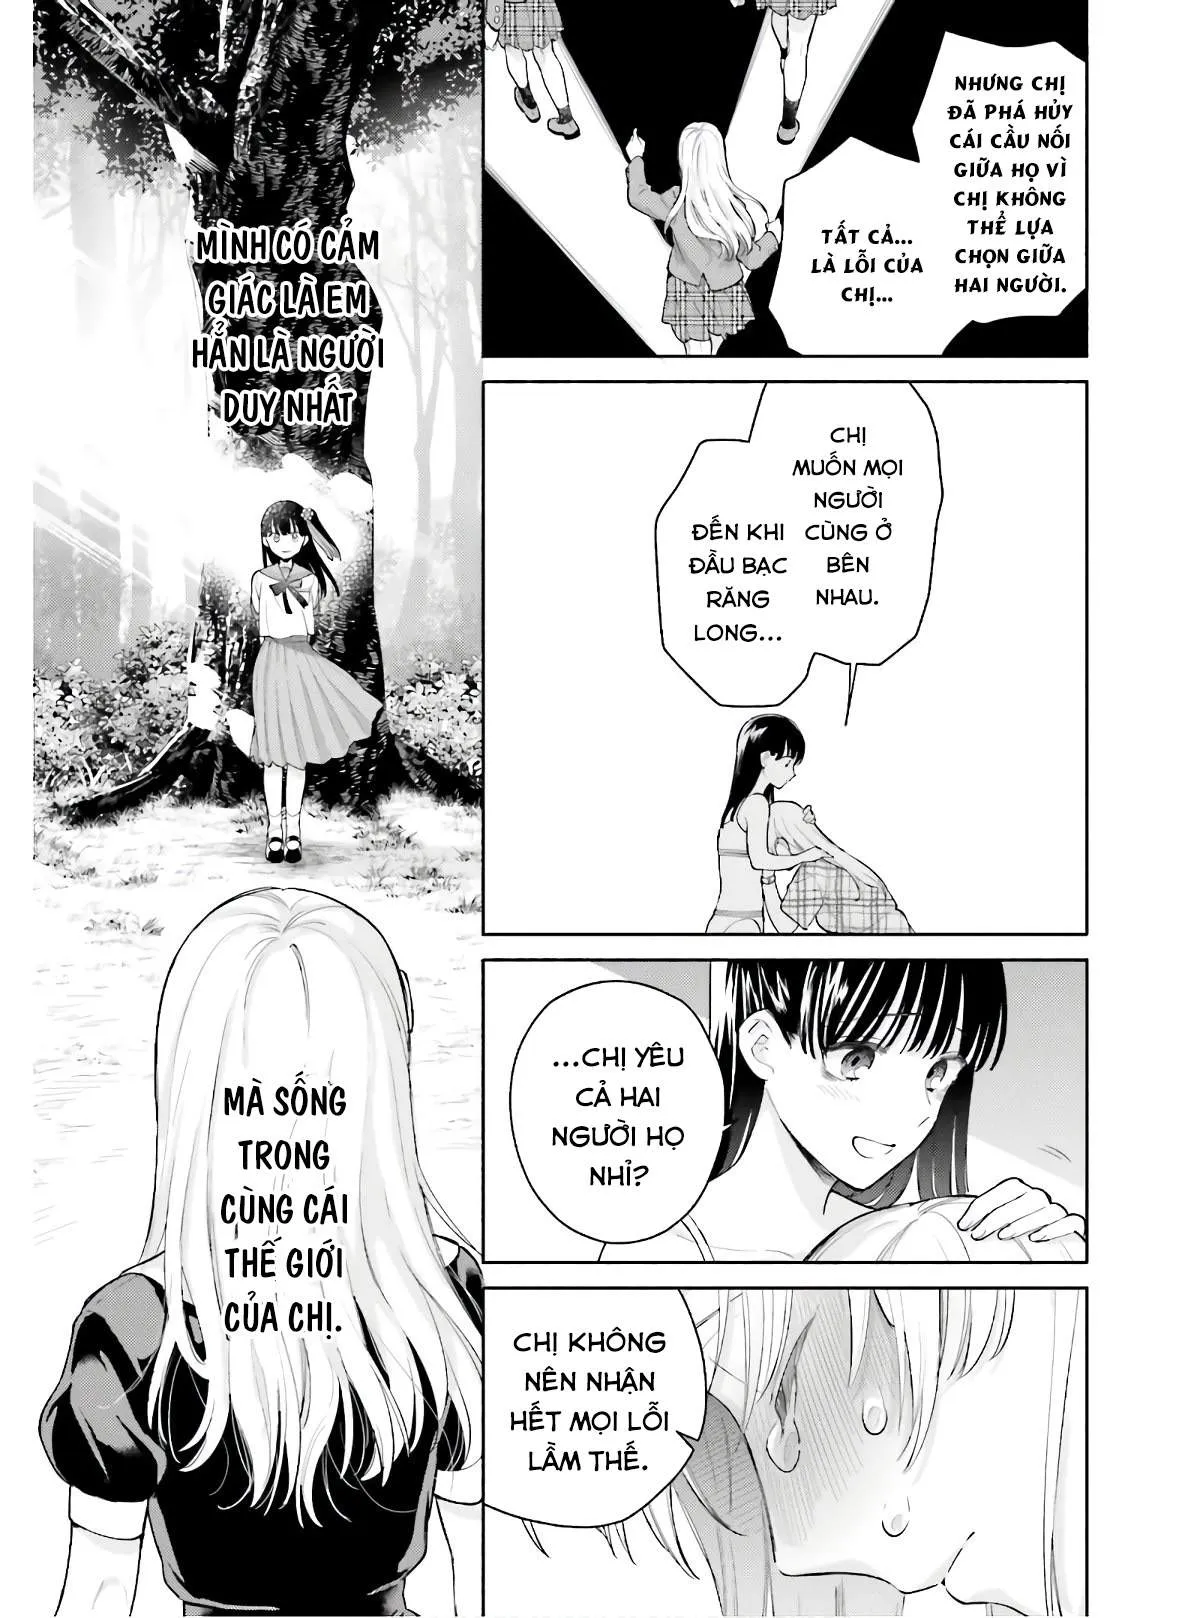 NHƯNG CHỊ
ĐÃ PHÁ HỦY
CÁI CẦU NỐI
GIỮA HỌ VÌ
CHỊ KHÔNG
THỂ LỰA
CHỌN GIỮA
HAI NGƯỜI.
TẤT CẢ...
LÀ LỖI CỦA
CHỊ...
CHỊ
MUỐN MỌI
NGƯỜI
CÙNG Ở
BÊN
NHAU.
ĐẾN KHI
ĐẦU BẠC
RĂNG
LONG...
...CHỊ YÊU
CẢ HAI
NGƯỜI HỌ
NHỈ?
CHỊ KHÔNG
NÊN NHẬN
HẾT MỌI LỖI
LẦM THẾ.
MÌNH CÓ CẢM
GIÁC LÀ EM
HẲN LÀ NGƯỜI
DUY NHẤT
MÀ SỐNG
TRONG
CÙNG CÁI
THẾ GIỚI
CỦA CHỊ.